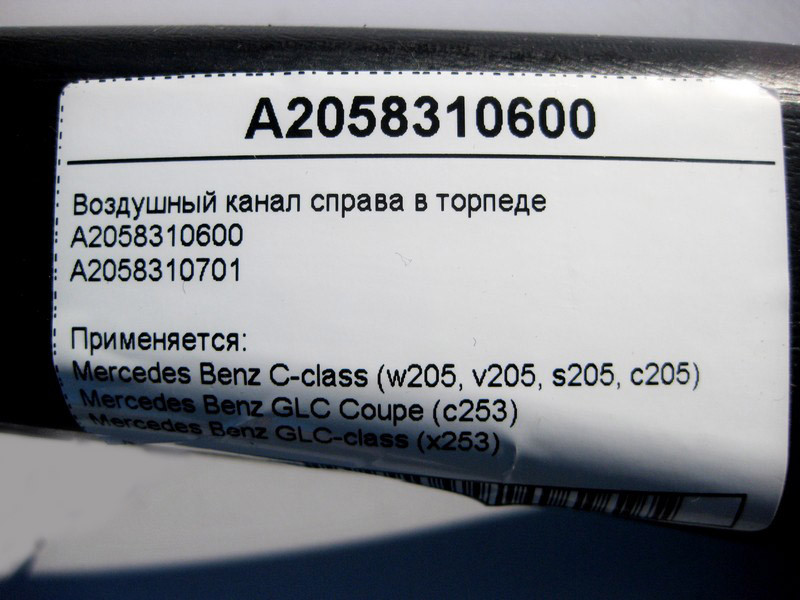 A2058310600
Воздушный канал справа в торпеде
A2058310600
A2058310701
Применяется:
Mercedes Benz C-class (w205, v205, s205, c205)
Mercedes Benz GLC Coupe (c253)
Mercedes Benz GLC-class (x253)